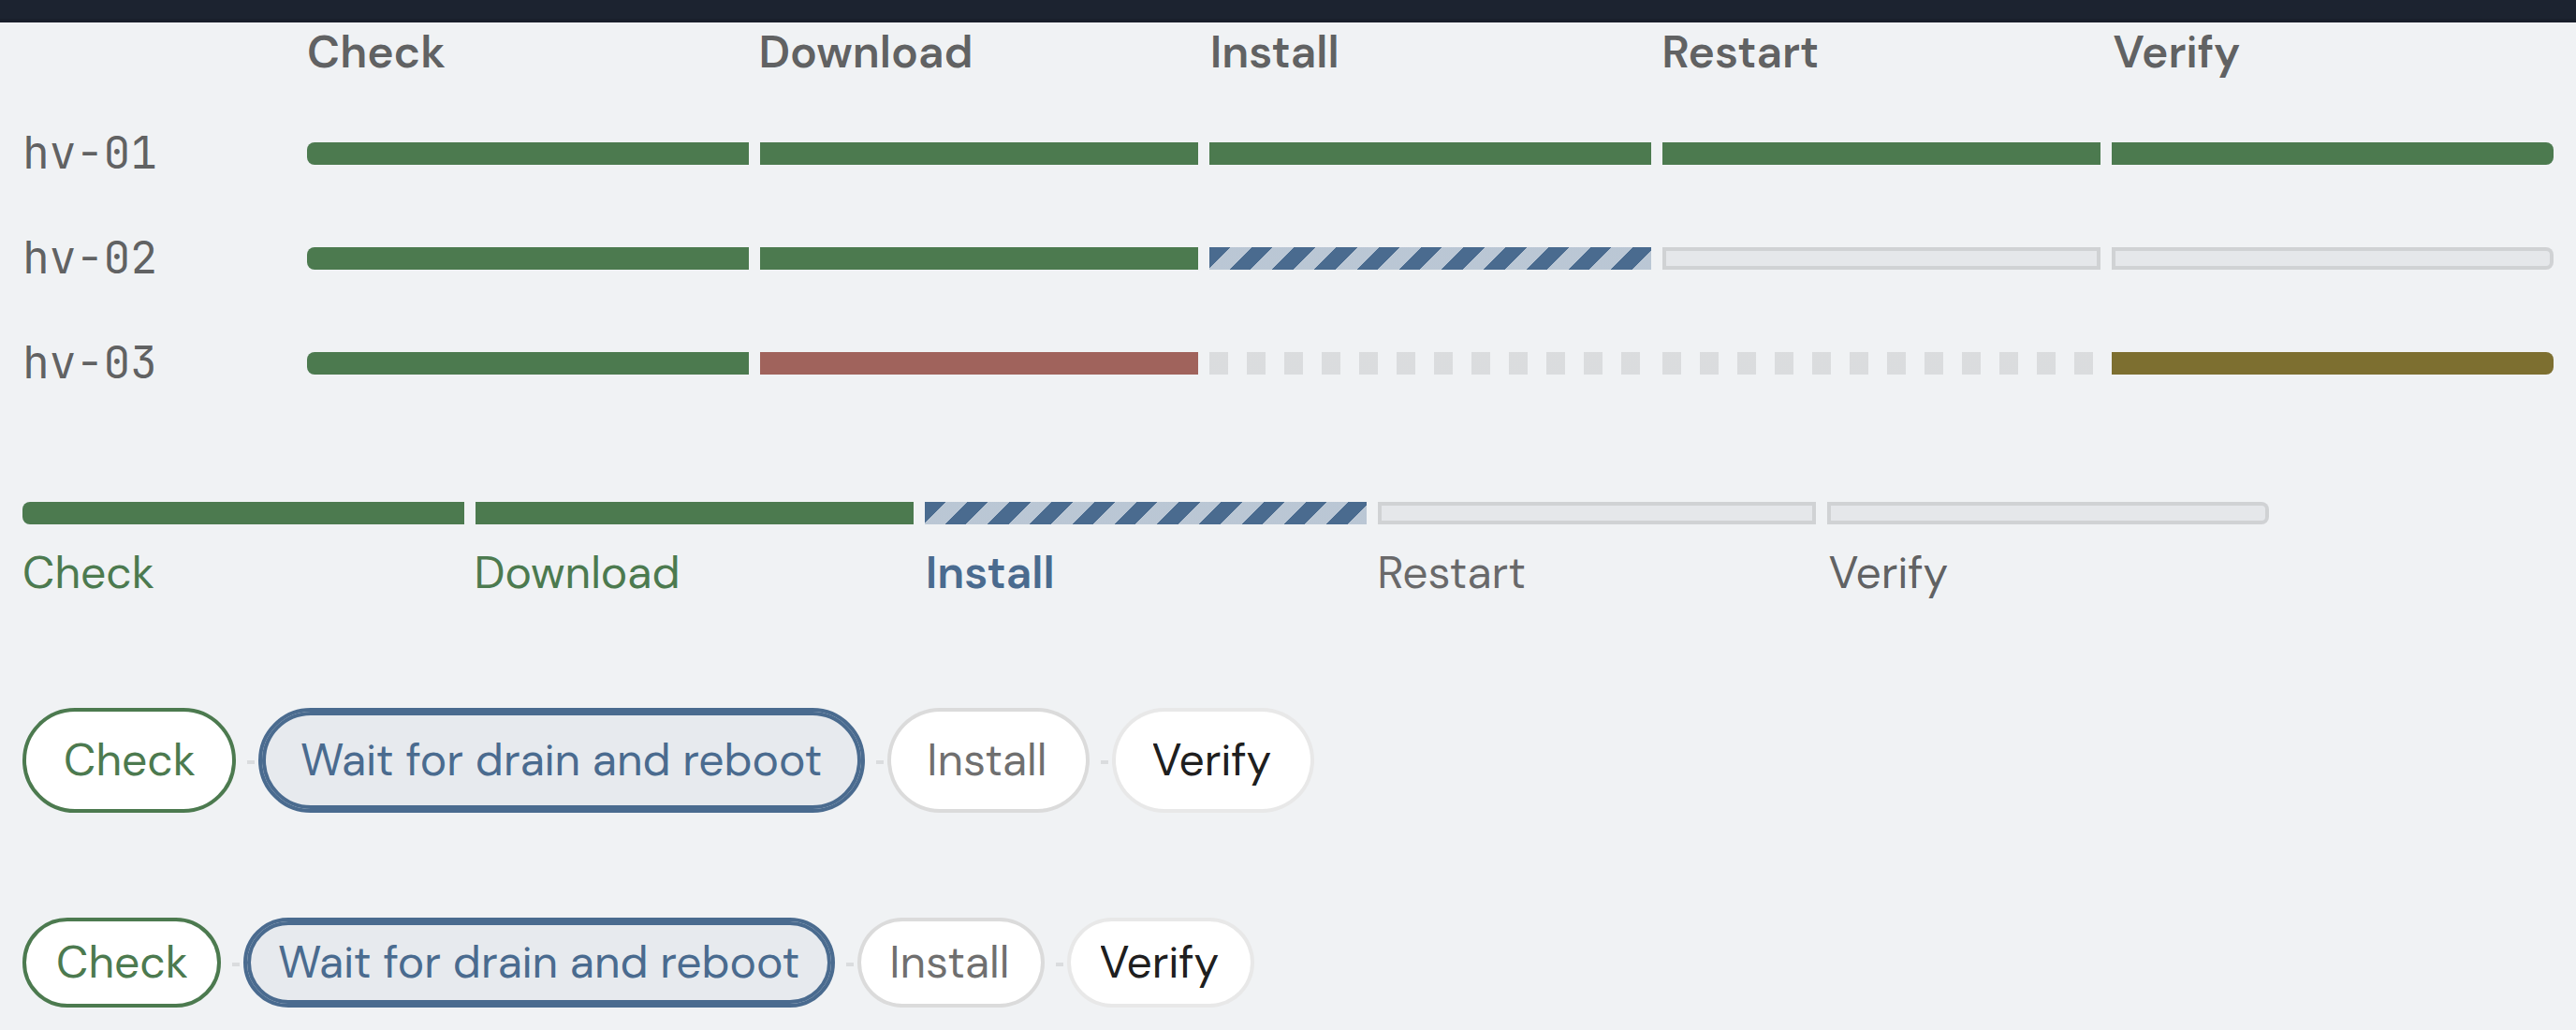 Check Download Install Restart Verify
hv-01
hv-02
hv-03
Check Download Install Restart Verify
Check Wait for drain and reboot Install Verify
Check Wait for drain and reboot Install Verify